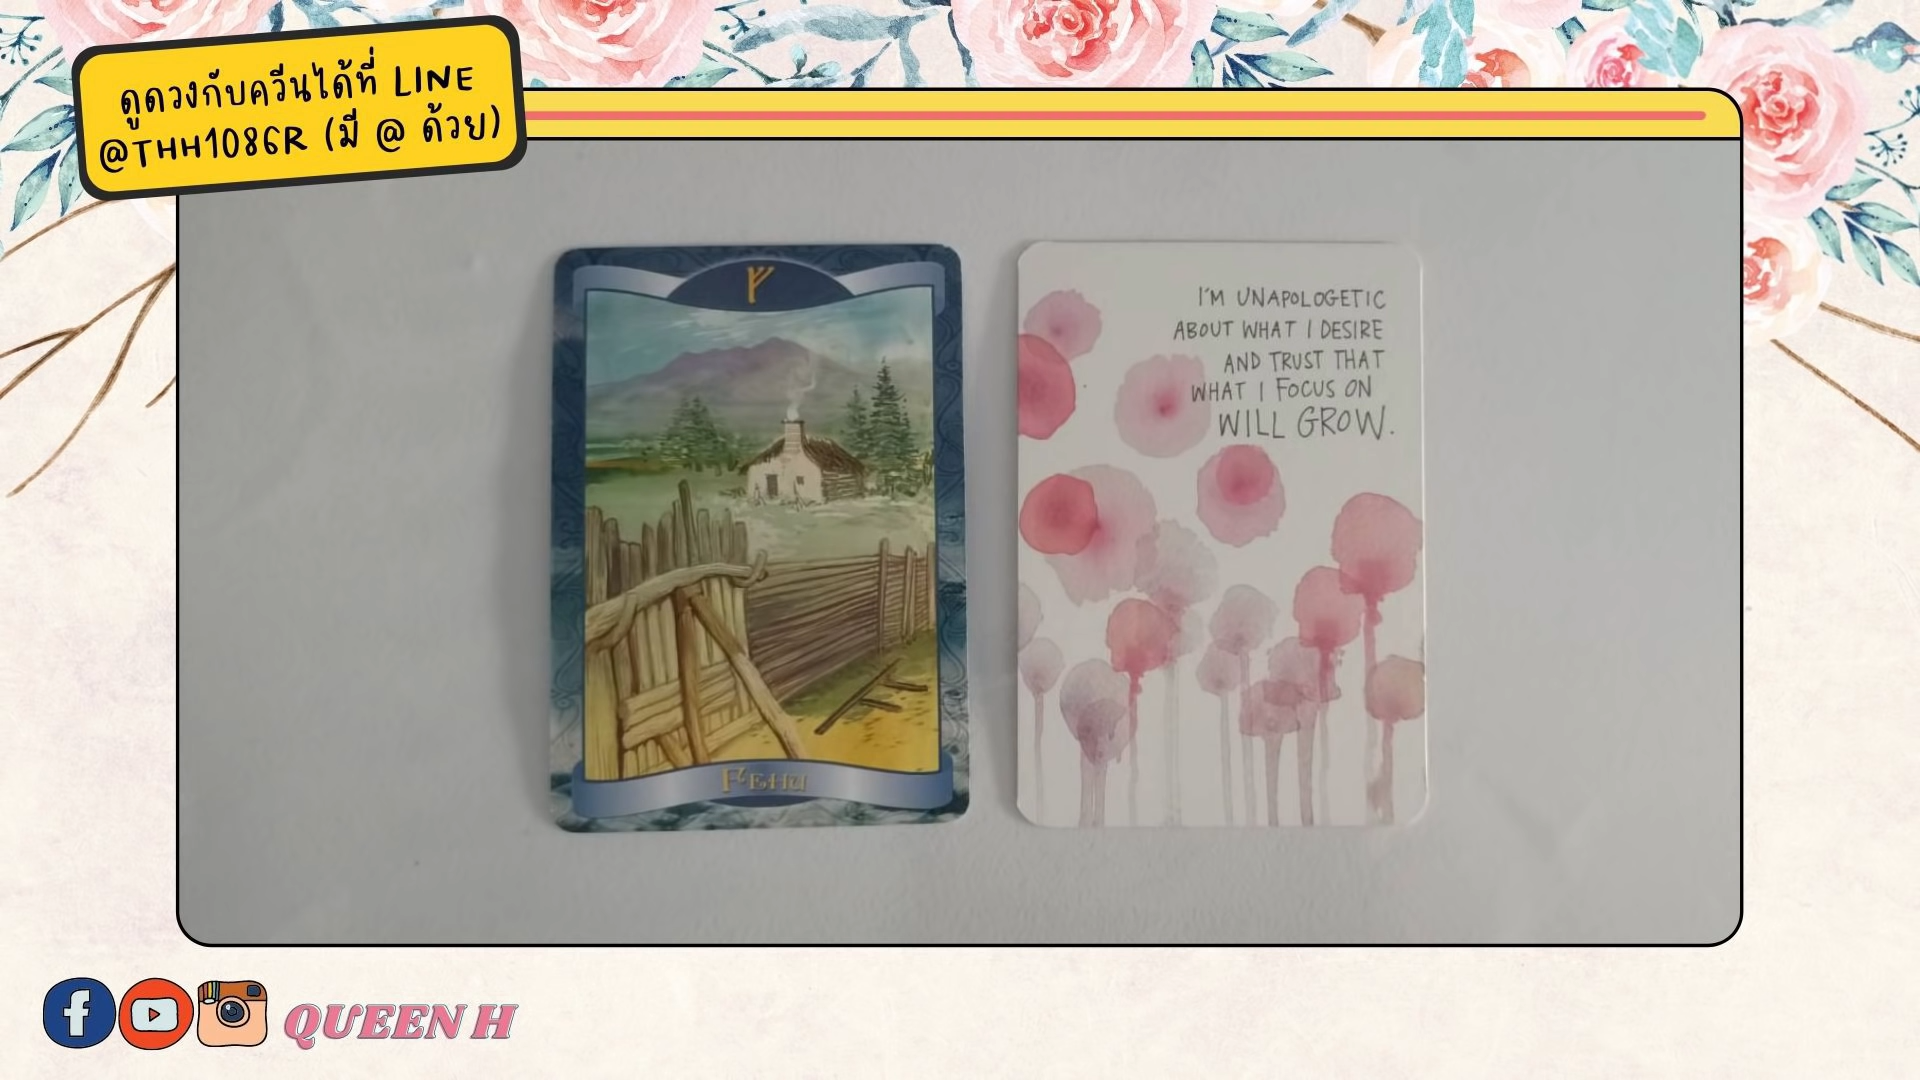 ดูดวงกับควีนได้ที่ LINE
@THH1086R (มี @ ด้วย)
ᚠ
I'M UNAPOLOGETIC
ABOUT WHAT I DESIRE
AND TRUST THAT
WHAT I FOCUS ON
WILL GROW.
FEHU
QUEEN H